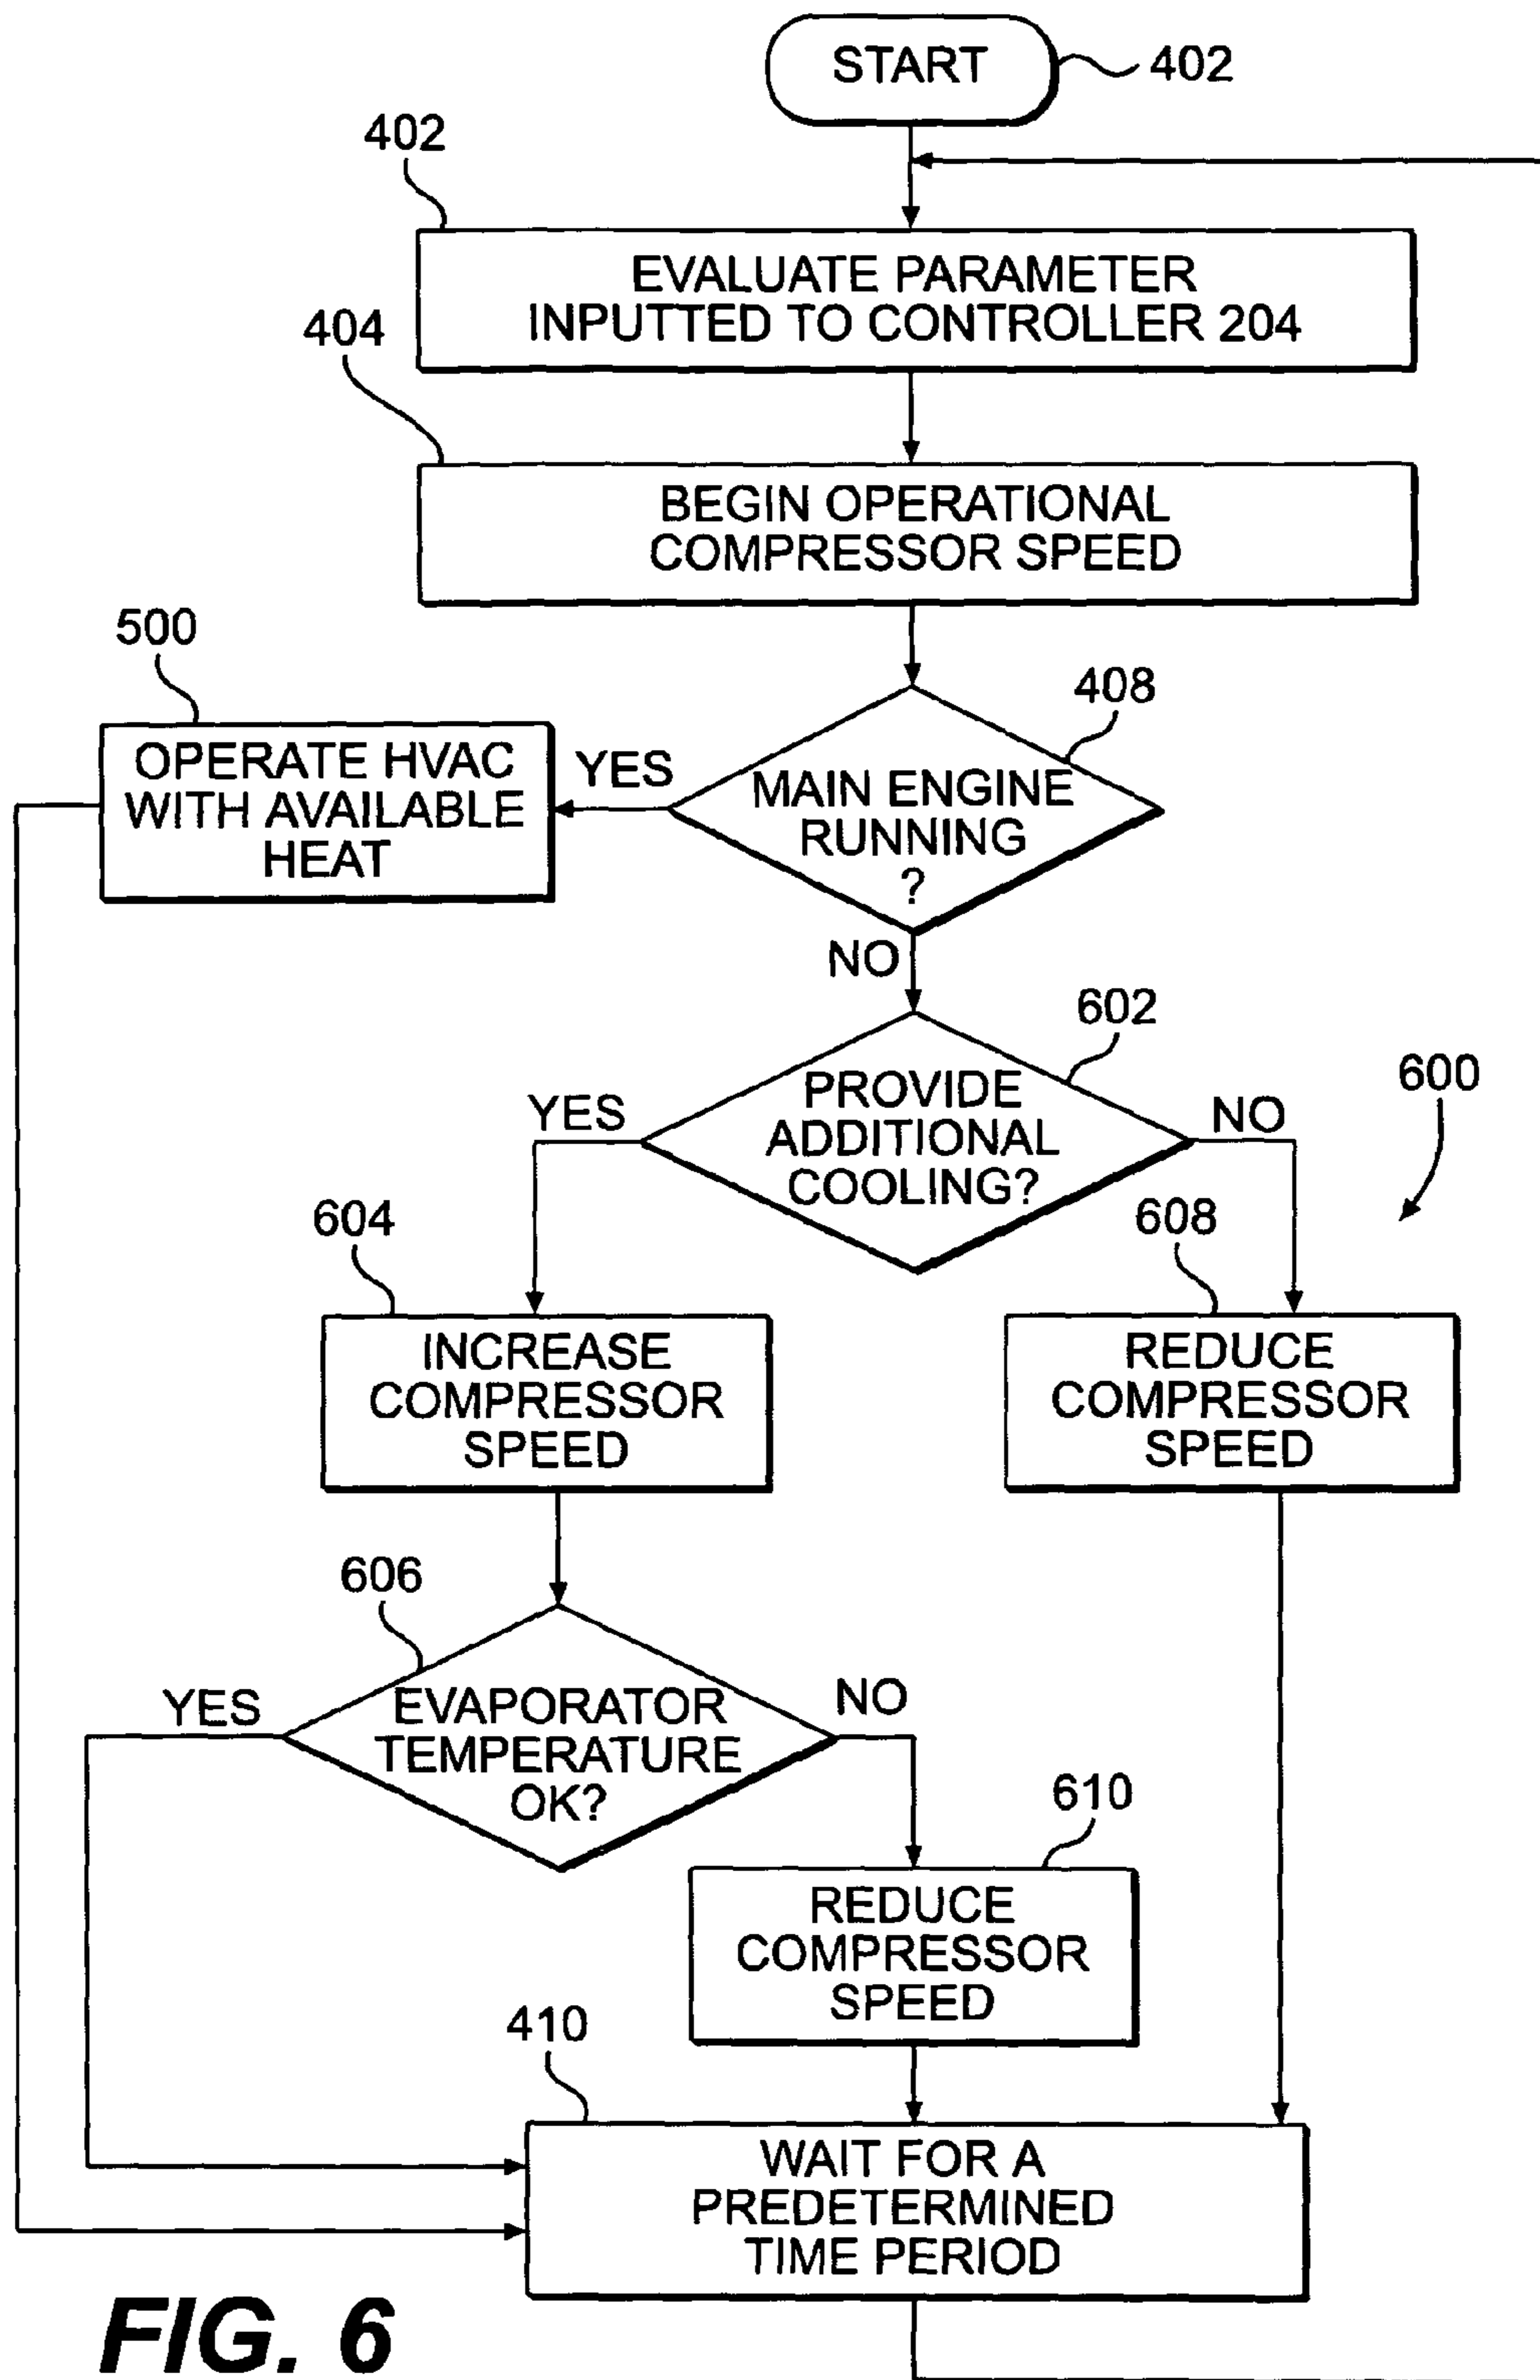 START
402
402
EVALUATE PARAMETER
INPUTTED TO CONTROLLER 204
404
BEGIN OPERATIONAL
COMPRESSOR SPEED
500
408
OPERATE HVAC
WITH AVAILABLE
HEAT
YES
MAIN ENGINE
RUNNING
?
NO
602
600
PROVIDE
ADDITIONAL
COOLING?
YES
NO
604
608
INCREASE
COMPRESSOR
SPEED
REDUCE
COMPRESSOR
SPEED
606
YES
EVAPORATOR
TEMPERATURE
OK?
NO
610
REDUCE
COMPRESSOR
SPEED
410
WAIT FOR A
PREDETERMINED
TIME PERIOD
FIG. 6